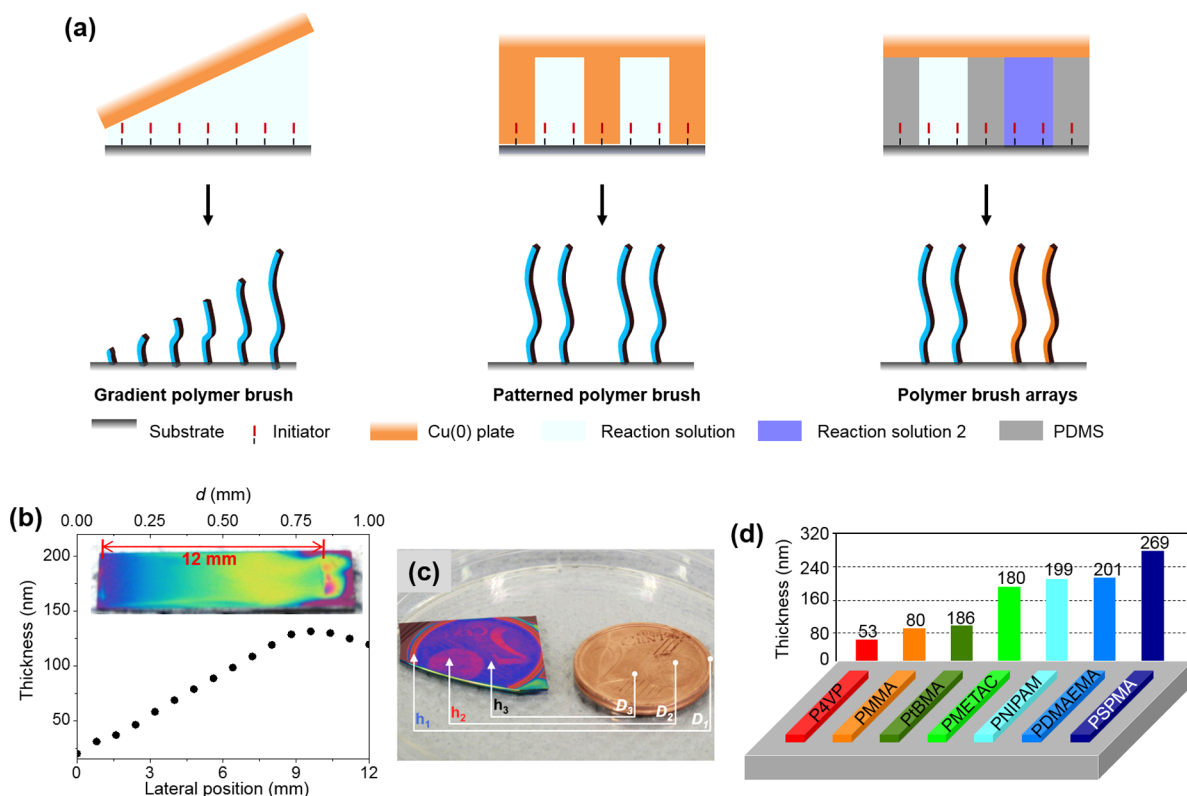 (a)
Gradient polymer brush
Patterned polymer brush
Polymer brush arrays
Substrate
Initiator
Cu(0) plate
Reaction solution
Reaction solution 2
PDMS
(b)
d (mm)
0.00 0.25 0.50 0.75 1.00
12 mm
Thickness (nm)
200
150
100
50
0 3 6 9 12
Lateral position (mm)
(c)
h1
h2
h3
D3
D2
D1
(d)
Thickness (nm)
320
240
160
80
0
53
80
186
180
199
201
269
P4VP
PMMA
PtBMA
PMETAC
PNIPAM
PDMAEMA
PSPMA